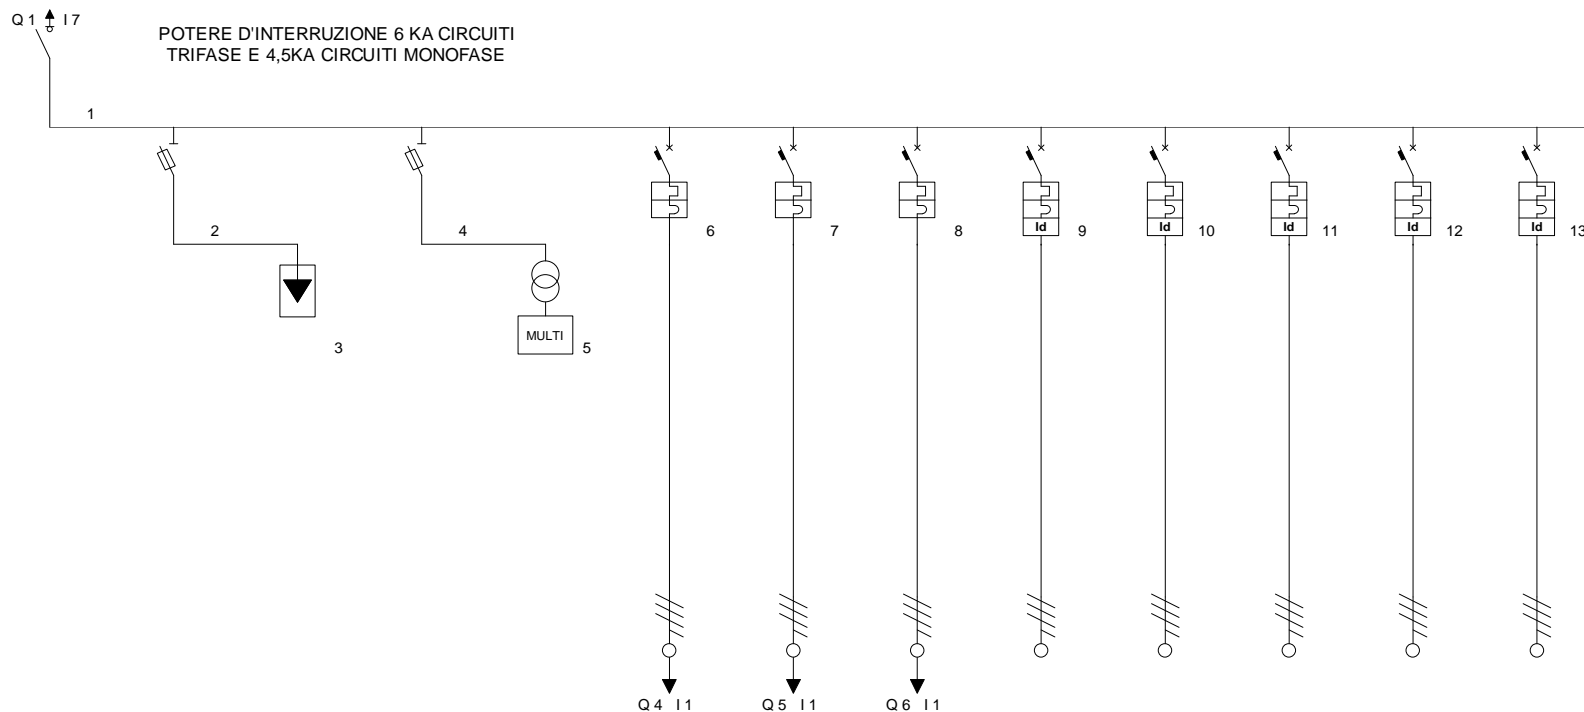 Q 1 I 7
POTERE D'INTERRUZIONE 6 KA CIRCUITI
TRIFASE E 4,5KA CIRCUITI MONOFASE
1
2
4
6
7
8
9
10
11
12
13
Id
Id
Id
Id
Id
3
MULTI
5
Q 4 I 1
Q 5 I 1
Q 6 I 1